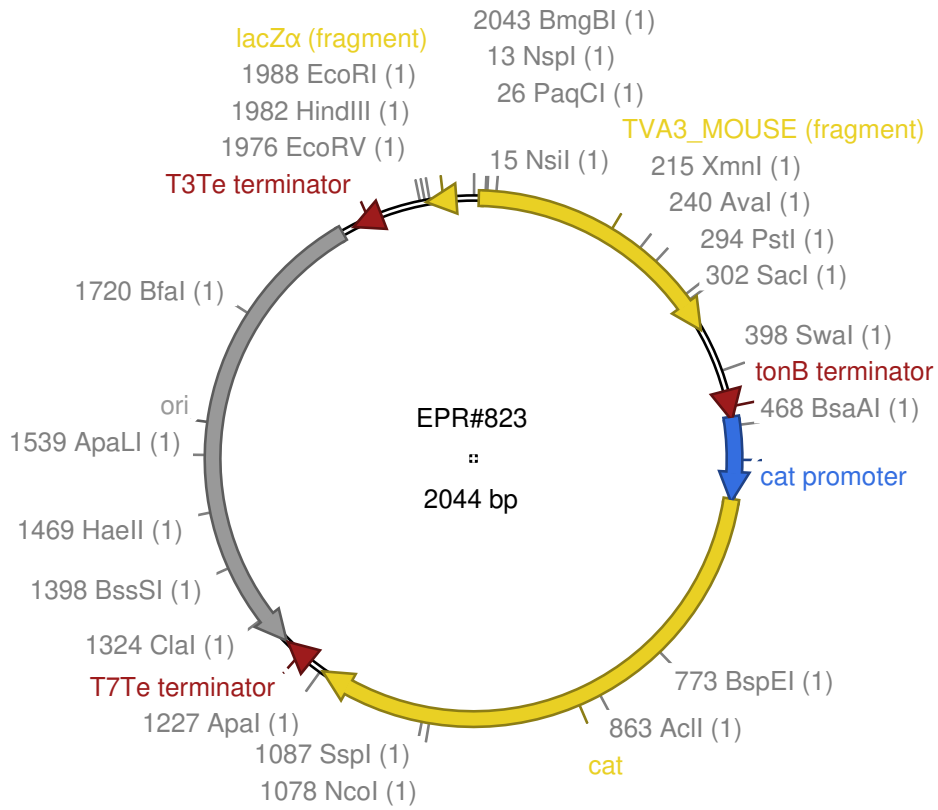 2043 BmgBI (1)
lacZα (fragment)
13 NspI (1)
1988 EcoRI (1)
26 PaqCI (1)
1982 HindIII (1)
TVA3_MOUSE (fragment)
1976 EcoRV (1)
15 NsiI (1)
215 XmnI (1)
T3Te terminator
240 AvaI (1)
294 PstI (1)
302 SacI (1)
1720 BfaI (1)
398 SwaI (1)
tonB terminator
ori
468 BsaAI (1)
EPR#823
1539 ApaLI (1)
cat promoter
2044 bp
1469 HaeII (1)
1398 BssSI (1)
1324 ClaI (1)
773 BspEI (1)
T7Te terminator
1227 ApaI (1)
863 AclI (1)
1087 SspI (1)
cat
1078 NcoI (1)